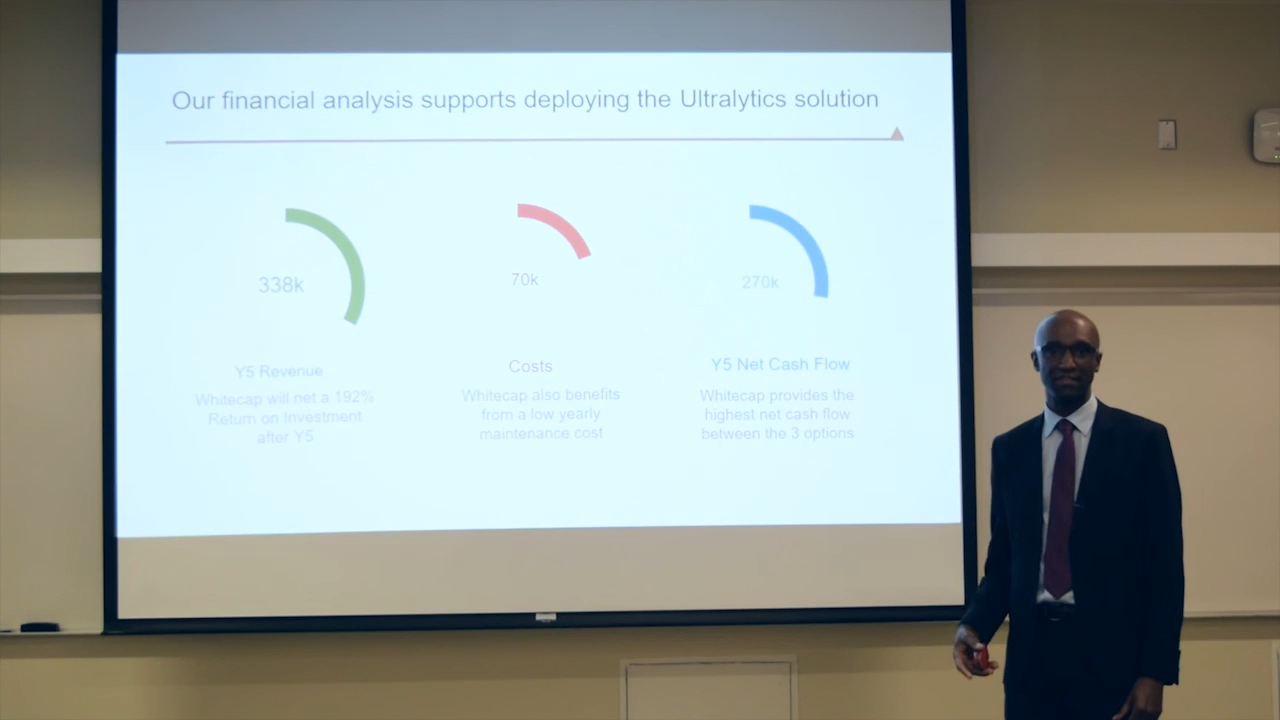 Our financial analysis supports deploying the Ultralytics solution
338k
70k
270k
Y5 Revenue
Whitecap will net a 192%
Return on Investment
after Y5
Costs
Whitecap also benefits
from a low yearly
maintenance cost
Y5 Net Cash Flow
Whitecap provides the
highest net cash flow
between the 3 options